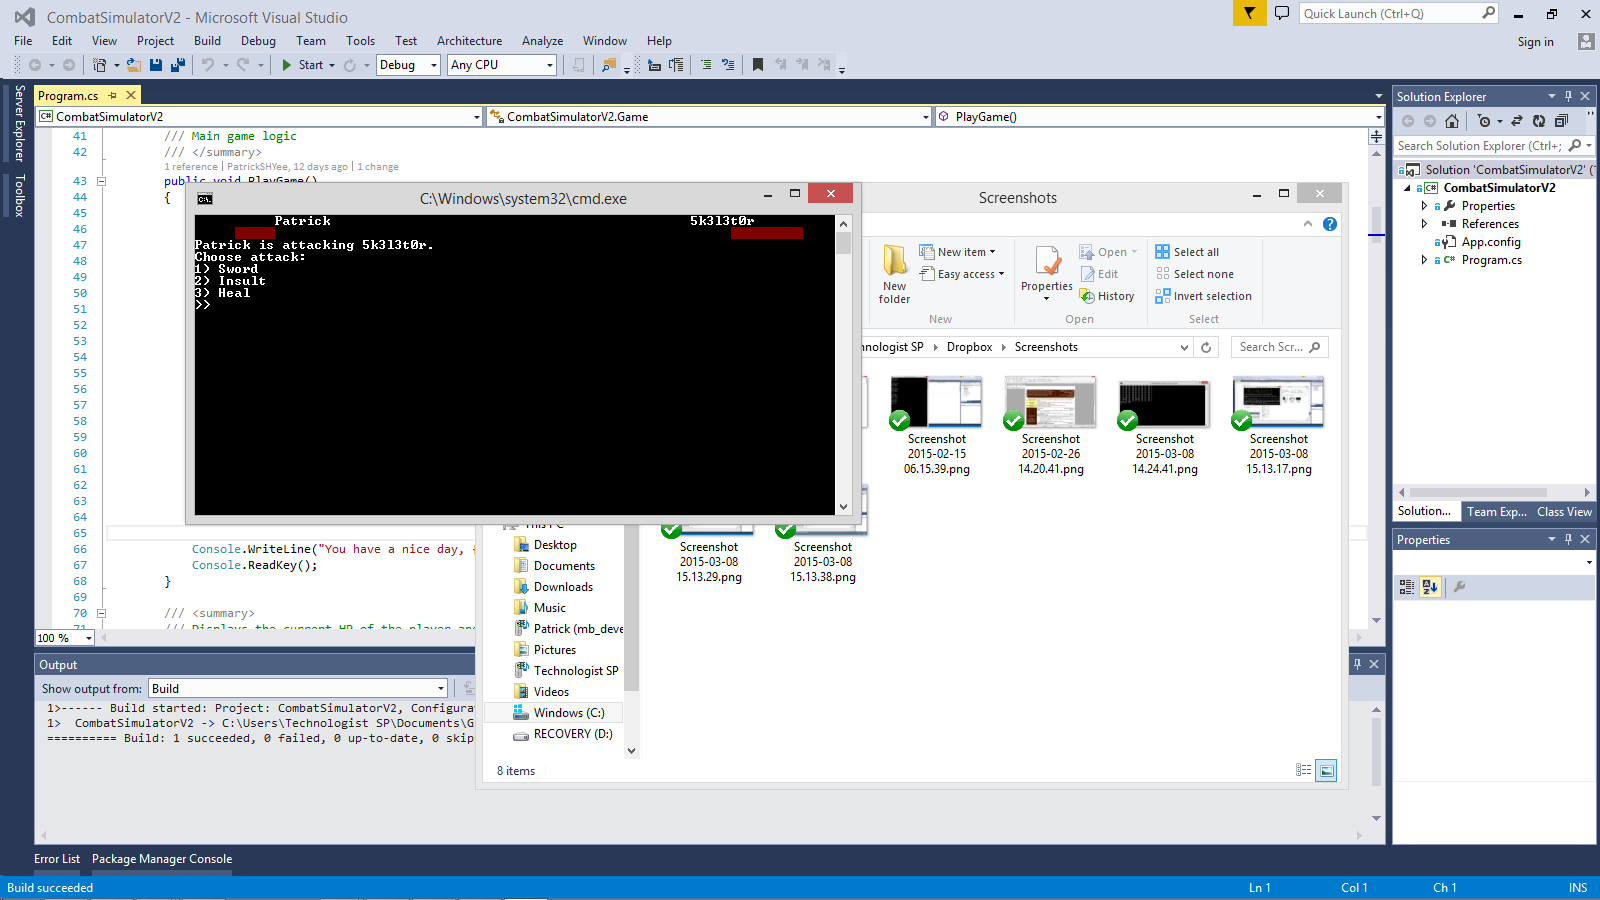 CombatSimulatorV2 - Microsoft Visual Studio
Quick Launch (Ctrl+Q)
File Edit View Project Build Debug Team Tools Test Architecture Analyze Window Help
Sign in
Start Debug Any CPU
Server Explorer
Toolbox
Program.cs
CombatSimulatorV2
CombatSimulatorV2.Game
PlayGame()
41 /// Main game logic
42 /// </summary>
1 reference | PatrickSHYee, 12 days ago | 1 change
43 public void PlayGame()
44 {
45
46
47
48
49
50
51
52
53
54
55
56
57
58
59
60
61
62
63
64
65
66 Console.WriteLine("You have a nice day,
67 Console.ReadKey();
68 }
69
70 /// <summary>
71 /// Displays the current HP of the player and
100 %
C:\Windows\system32\cmd.exe
Patrick 5k3l3t0r
Patrick is attacking 5k3l3t0r.
Choose attack:
1) Sword
2) Insult
3) Heal
>>
Screenshots
New folder
New item
Easy access
New
Properties
Open
Edit
History
Open
Select all
Select none
Invert selection
Select
hnologist SP Dropbox Screenshots
Search Scr...
Screenshot 2015-02-15 06.15.39.png
Screenshot 2015-02-26 14.20.41.png
Screenshot 2015-03-08 14.24.41.png
Screenshot 2015-03-08 15.13.17.png
Screenshot 2015-03-08 15.13.29.png
Screenshot 2015-03-08 15.13.38.png
This PC
Desktop
Documents
Downloads
Music
Patrick (mb_deve
Pictures
Technologist SP
Videos
Windows (C:)
RECOVERY (D:)
8 items
Solution Explorer
Search Solution Explorer (Ctrl+;
Solution 'CombatSimulatorV2' (1
CombatSimulatorV2
Properties
References
App.config
Program.cs
Solution... Team Exp... Class View
Properties
Output
Show output from: Build
1>------ Build started: Project: CombatSimulatorV2, Configurat
1> CombatSimulatorV2 -> C:\Users\Technologist SP\Documents\G
========== Build: 1 succeeded, 0 failed, 0 up-to-date, 0 skip
Error List Package Manager Console
Build succeeded
Ln 1 Col 1 Ch 1 INS